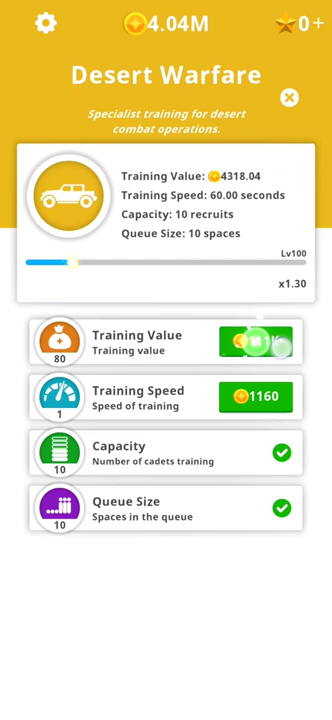 4.04M
0+
Desert Warfare
Specialist training for desert
combat operations.
Training Value: 4318.04
Training Speed: 60.00 seconds
Capacity: 10 recruits
Queue Size: 10 spaces
Lv100
x1.30
Training Value
Training value
80
Training Speed
Speed of training
1
1160
Capacity
Number of cadets training
10
Queue Size
Spaces in the queue
10